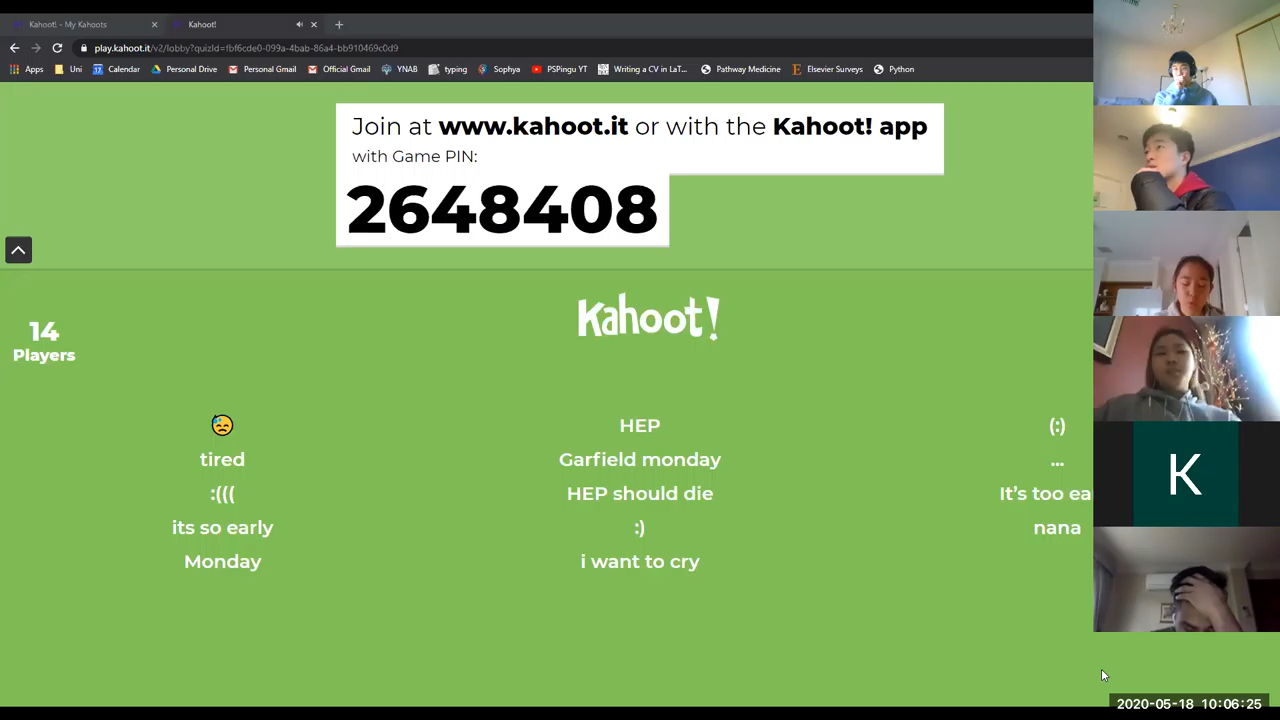 Kahoot! - My Kahoots
Kahoot!
play.kahoot.it/v2/lobby?quizId=fbf6cde0-099a-4bab-86a4-bb910469c0d9
Apps Uni Calendar Personal Drive Personal Gmail Official Gmail YNAB typing Sophya PSPingu YT Writing a CV in LaT... Pathway Medicine Elsevier Surveys Python
Join at www.kahoot.it or with the Kahoot! app
with Game PIN:
2648408
Kahoot!
14
Players
😓 HEP (:)
tired Garfield monday ...
:((( HEP should die It's too ea
its so early :) nana
Monday i want to cry
K
2020-05-18 10:06:25